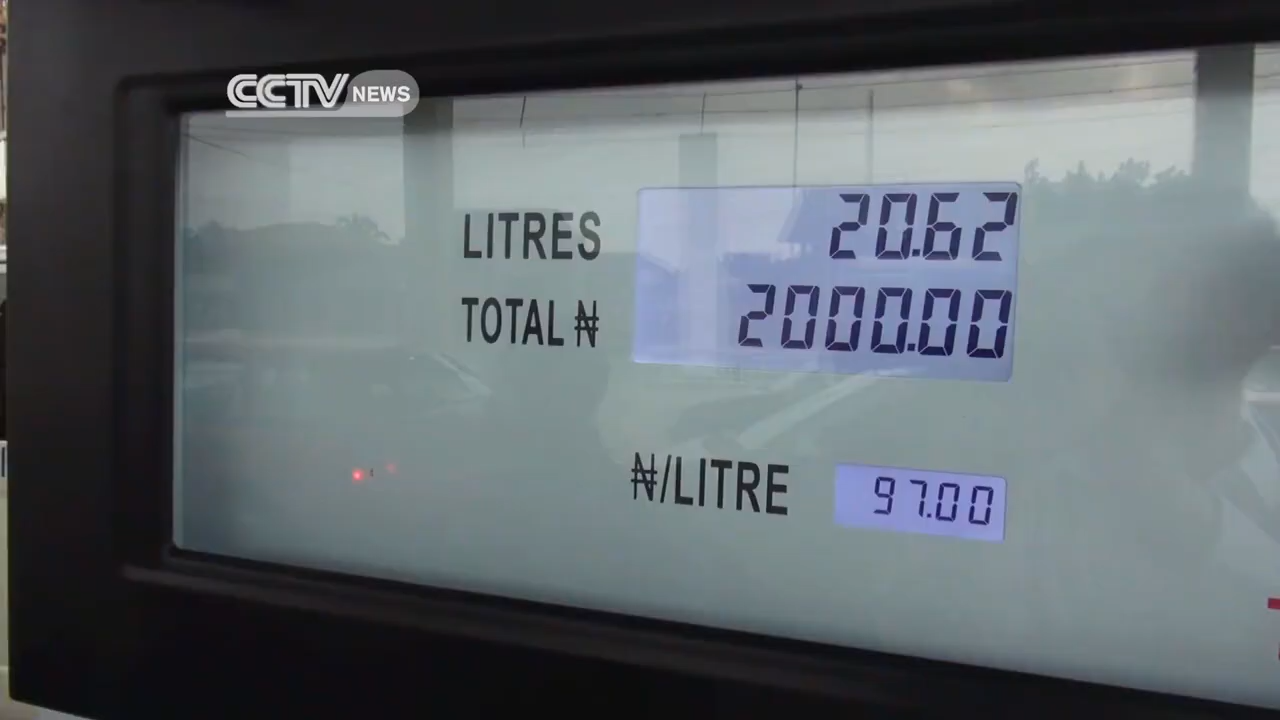 CCTV NEWS
LITRES 20.62
TOTAL ₦ 2000.00
₦/LITRE 97.00